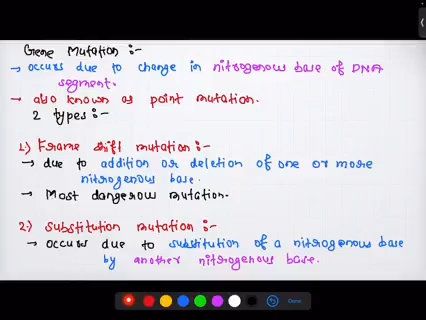 Gene Mutation :-
→ occurs due to change in nitrogenous base of DNA
segment.
→ also known as point mutation.
2 types :-
1.) Frame shift mutation :-
→ due to addition or deletion of one or more
nitrogenous base.
→ Most dangerous mutation.
2.) substitution mutation :-
→ occurs due to substitution of a nitrogenous base
by another nitrogenous base.
Done